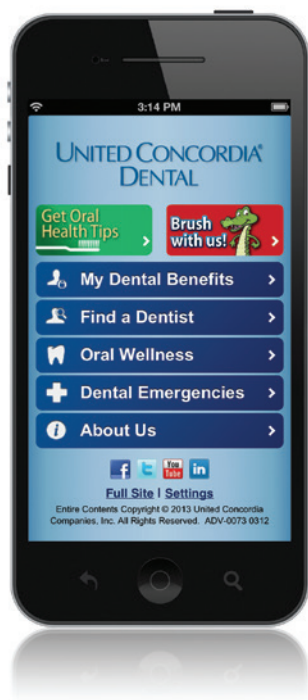 3:14 PM
UNITED CONCORDIA®
DENTAL
Get Oral
Health Tips
Brush
with us!
My Dental Benefits
Find a Dentist
Oral Wellness
Dental Emergencies
About Us
You
Tube
Full Site | Settings
Entire Contents Copyright © 2013 United Concordia
Companies, Inc. All Rights Reserved. ADV-0073 0312